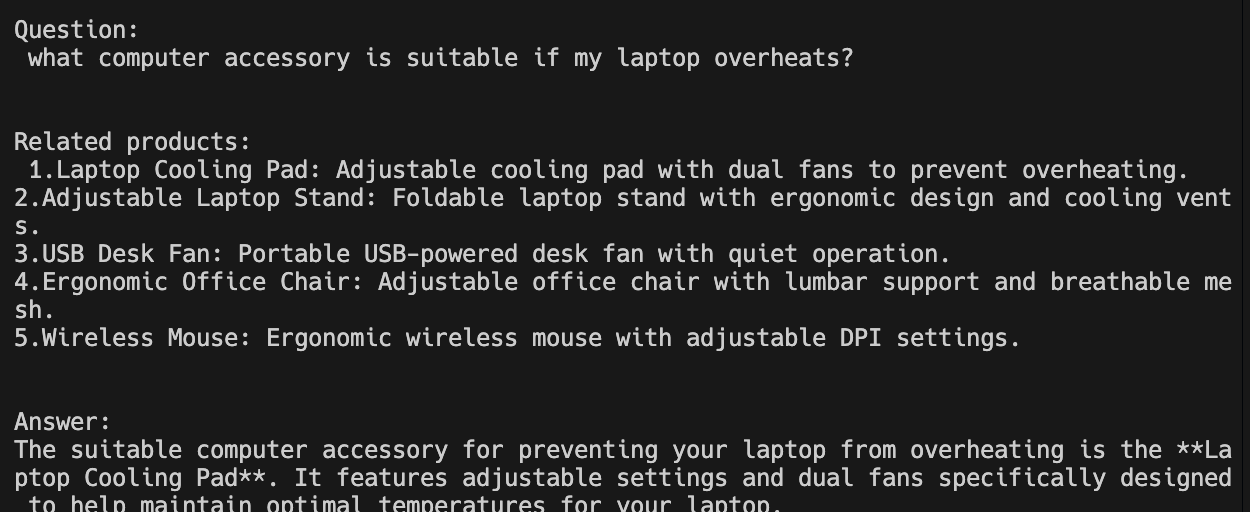 Question:
what computer accessory is suitable if my laptop overheats?
Related products:
1.Laptop Cooling Pad: Adjustable cooling pad with dual fans to prevent overheating.
2.Adjustable Laptop Stand: Foldable laptop stand with ergonomic design and cooling vent
s.
3.USB Desk Fan: Portable USB-powered desk fan with quiet operation.
4.Ergonomic Office Chair: Adjustable office chair with lumbar support and breathable me
sh.
5.Wireless Mouse: Ergonomic wireless mouse with adjustable DPI settings.
Answer:
The suitable computer accessory for preventing your laptop from overheating is the **La
ptop Cooling Pad**. It features adjustable settings and dual fans specifically designed
to help maintain optimal temperatures for your laptop.